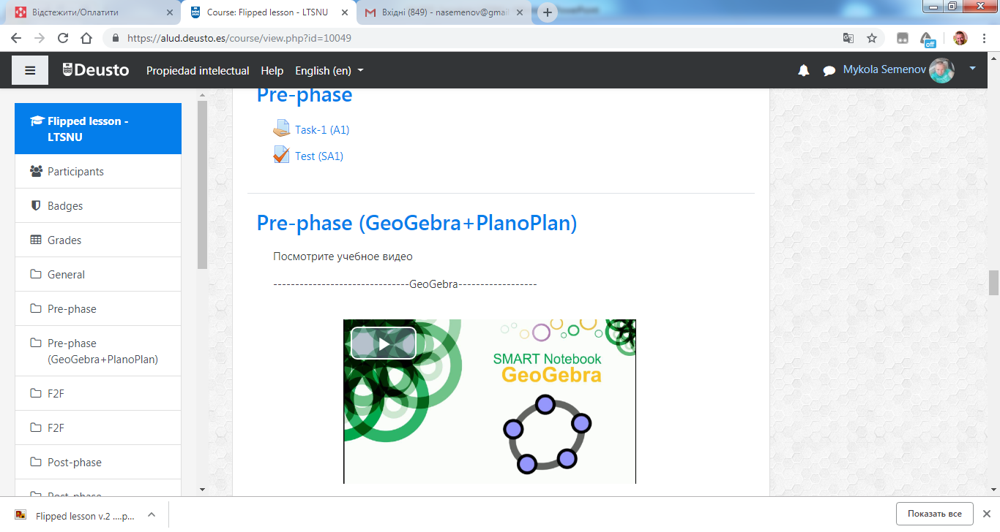 Відстежити/Оплатити
Course: Flipped lesson - LTSNU
Вхідні (849) - nasemenov@gmai
https://alud.deusto.es/course/view.php?id=10049
off
Deusto
Propiedad intelectual
Help
English (en)
Mykola Semenov
Flipped lesson -
LTSNU
Participants
Badges
Grades
General
Pre-phase
Pre-phase
(GeoGebra+PlanoPlan)
F2F
F2F
Post-phase
Post-phase
Pre-phase
Task-1 (A1)
Test (SA1)
Pre-phase (GeoGebra+PlanoPlan)
Посмотрите учебное видео
-------------------------------GeoGebra------------------
SMART Notebook
GeoGebra
Flipped lesson v.2 ....p...
Показать все